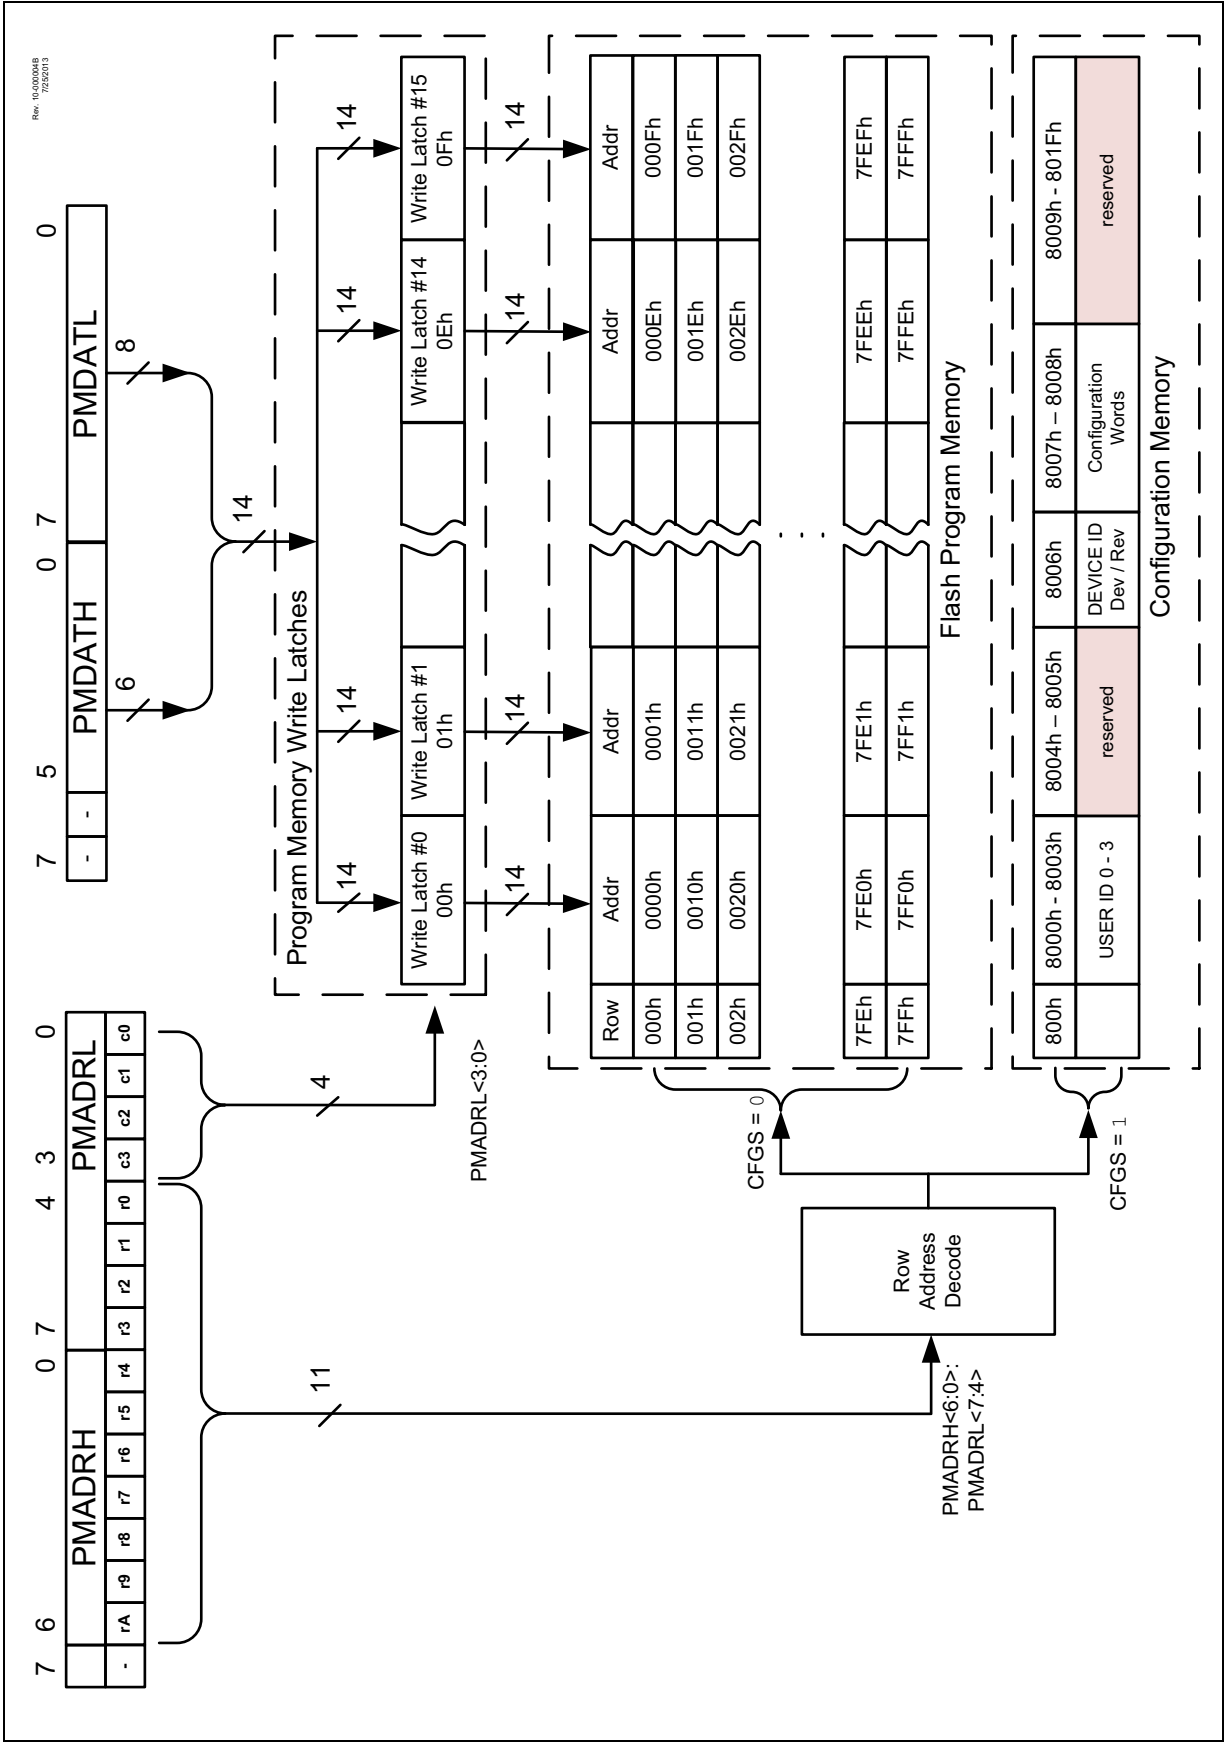 Rev. 10-000004B
7/25/2013
7 6 0 7 4 3 0
PMADRH PMADRL
- rA r9 r8 r7 r6 r5 r4 r3 r2 r1 r0 c3 c2 c1 c0
7 5 0 7 0
PMDATH PMDATL
- -
6 8
14
11
4
PMADRL<3:0>
Program Memory Write Latches
14 14 14 14
Write Latch #0
00h
Write Latch #1
01h
Write Latch #14
0Eh
Write Latch #15
0Fh
14 14 14 14
Row Addr Addr Addr Addr
000h 0000h 0001h 000Eh 000Fh
001h 0010h 0011h 001Eh 001Fh
002h 0020h 0021h 002Eh 002Fh
7FEh 7FE0h 7FE1h 7FEEh 7FEFh
7FFh 7FF0h 7FF1h 7FFEh 7FFFh
Flash Program Memory
CFGS = 0
Row
Address
Decode
PMADRH<6:0>:
PMADRL<7:4>
CFGS = 1
800h 8000h - 8003h 8004h – 8005h 8006h 8007h – 8008h 8009h - 801Fh
USER ID 0 - 3
reserved
DEVICE ID
Dev / Rev
Configuration
Words
reserved
Configuration Memory